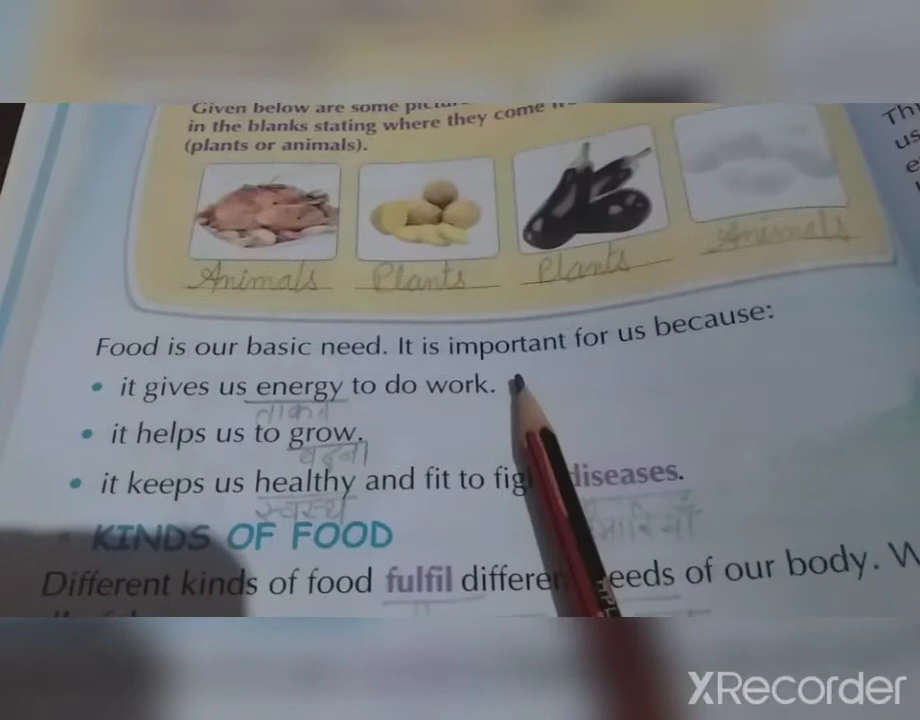 Given below are some
in the blanks stating where they come
(plants or animals).
Animals Plants Plants Animals
Food is our basic need. It is important for us because:
• it gives us energy to do work.
ताकत
• it helps us to grow.
बढ़ना
• it keeps us healthy and fit to diseases.
स्वस्थ
KINDS OF FOOD
Different kinds of food fulfil of our body.
XRecorder